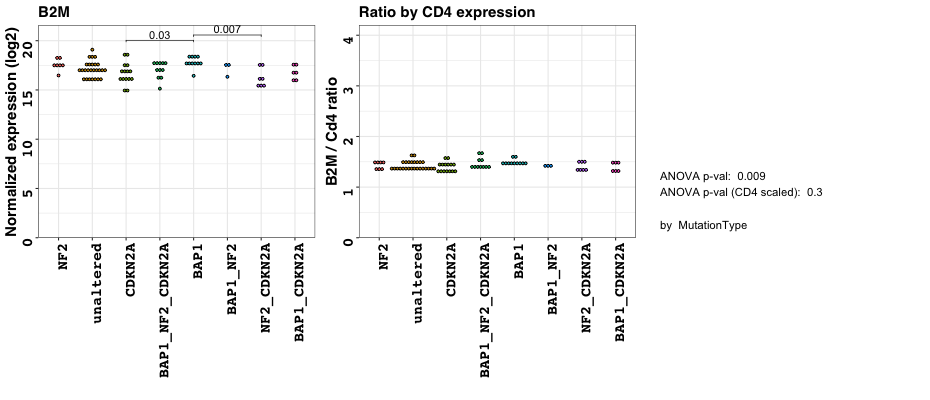 B2M
Normalized expression (log2)
20
15
10
5
0
0.03
0.007
NF2
unaltered
CDKN2A
BAP1_NF2_CDKN2A
BAP1
BAP1_NF2
NF2_CDKN2A
BAP1_CDKN2A
Ratio by CD4 expression
B2M / Cd4 ratio
4
3
2
1
0
NF2
unaltered
CDKN2A
BAP1_NF2_CDKN2A
BAP1
BAP1_NF2
NF2_CDKN2A
BAP1_CDKN2A
ANOVA p-val: 0.009
ANOVA p-val (CD4 scaled): 0.3
by MutationType